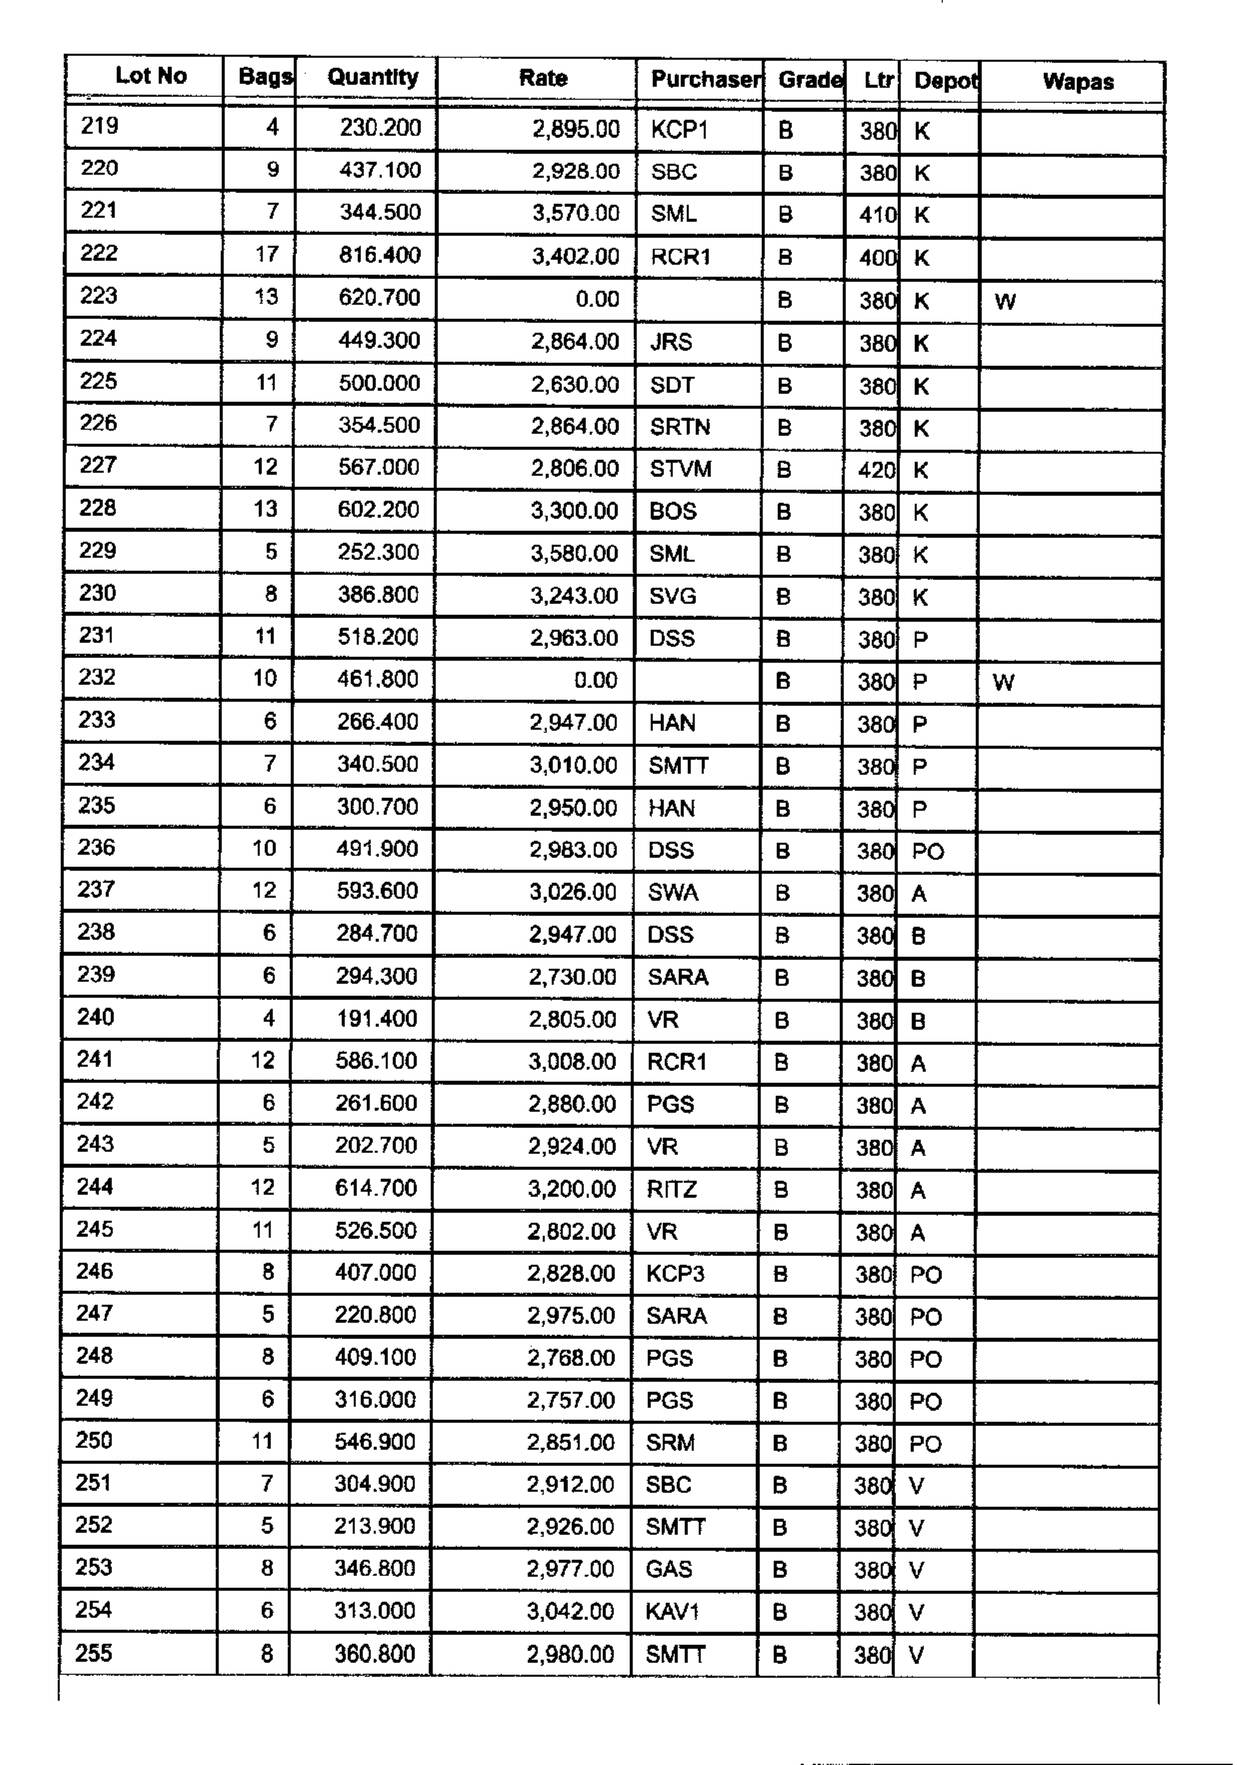 Lot No Bags Quantity Rate Purchaser Grade Ltr Depot Wapas
219 4 230.200 2,895.00 KCP1 B 380 K
220 9 437.100 2,928.00 SBC B 380 K
221 7 344.500 3,570.00 SML B 410 K
222 17 816.400 3,402.00 RCR1 B 400 K
223 13 620.700 0.00 B 380 K W
224 9 449.300 2,864.00 JRS B 380 K
225 11 500.000 2,630.00 SDT B 380 K
226 7 354.500 2,864.00 SRTN B 380 K
227 12 567.000 2,806.00 STVM B 420 K
228 13 602.200 3,300.00 BOS B 380 K
229 5 252.300 3,580.00 SML B 380 K
230 8 386.800 3,243.00 SVG B 380 K
231 11 518.200 2,963.00 DSS B 380 P
232 10 461.800 0.00 B 380 P W
233 6 266.400 2,947.00 HAN B 380 P
234 7 340.500 3,010.00 SMTT B 380 P
235 6 300.700 2,950.00 HAN B 380 P
236 10 491.900 2,983.00 DSS B 380 PO
237 12 593.600 3,026.00 SWA B 380 A
238 6 284.700 2,947.00 DSS B 380 B
239 6 294.300 2,730.00 SARA B 380 B
240 4 191.400 2,805.00 VR B 380 B
241 12 586.100 3,008.00 RCR1 B 380 A
242 6 261.600 2,880.00 PGS B 380 A
243 5 202.700 2,924.00 VR B 380 A
244 12 614.700 3,200.00 RITZ B 380 A
245 11 526.500 2,802.00 VR B 380 A
246 8 407.000 2,828.00 KCP3 B 380 PO
247 5 220.800 2,975.00 SARA B 380 PO
248 8 409.100 2,768.00 PGS B 380 PO
249 6 316.000 2,757.00 PGS B 380 PO
250 11 546.900 2,851.00 SRM B 380 PO
251 7 304.900 2,912.00 SBC B 380 V
252 5 213.900 2,926.00 SMTT B 380 V
253 8 346.800 2,977.00 GAS B 380 V
254 6 313.000 3,042.00 KAV1 B 380 V
255 8 360.800 2,980.00 SMTT B 380 V